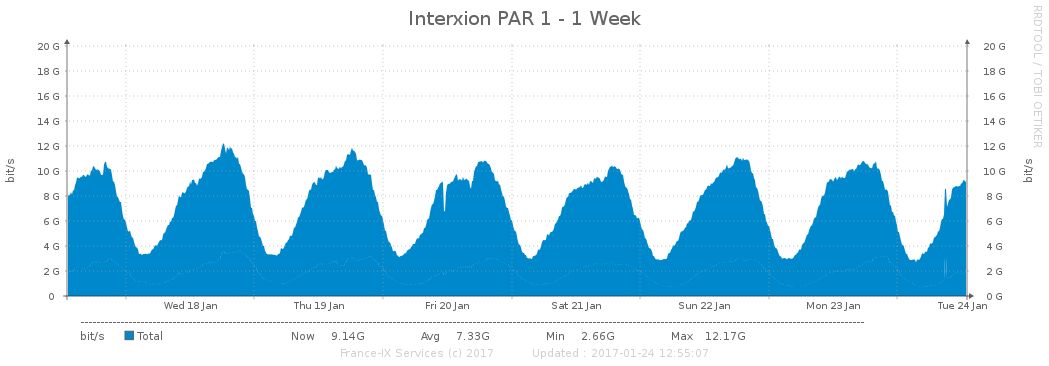 Interxion PAR 1 - 1 Week
RRDTOOL / TOBI OETIKER
bit/s
bit/s
20 G 20 G
18 G 18 G
16 G 16 G
14 G 14 G
12 G 12 G
10 G 10 G
8 G 8 G
6 G 6 G
4 G 4 G
2 G 2 G
0 0 G
Wed 18 Jan Thu 19 Jan Fri 20 Jan Sat 21 Jan Sun 22 Jan Mon 23 Jan Tue 24 Jan
bit/s Total Now 9.14G Avg 7.33G Min 2.66G Max 12.17G
France-IX Services (c) 2017 Updated : 2017-01-24 12:55:07